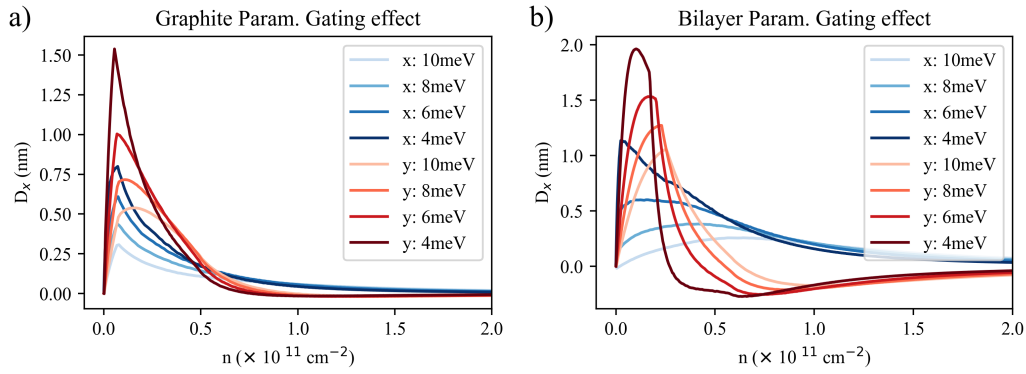 a)
Graphite Param. Gating effect
D_x (nm)
1.50
1.25
1.00
0.75
0.50
0.25
0.00
x: 10meV
x: 8meV
x: 6meV
x: 4meV
y: 10meV
y: 8meV
y: 6meV
y: 4meV
0.0
0.5
1.0
1.5
2.0
n (× 10 ¹¹ cm⁻²)
b)
Bilayer Param. Gating effect
D_x (nm)
2.0
1.5
1.0
0.5
0.0
x: 10meV
x: 8meV
x: 6meV
x: 4meV
y: 10meV
y: 8meV
y: 6meV
y: 4meV
0.0
0.5
1.0
1.5
2.0
n (× 10 ¹¹ cm⁻²)